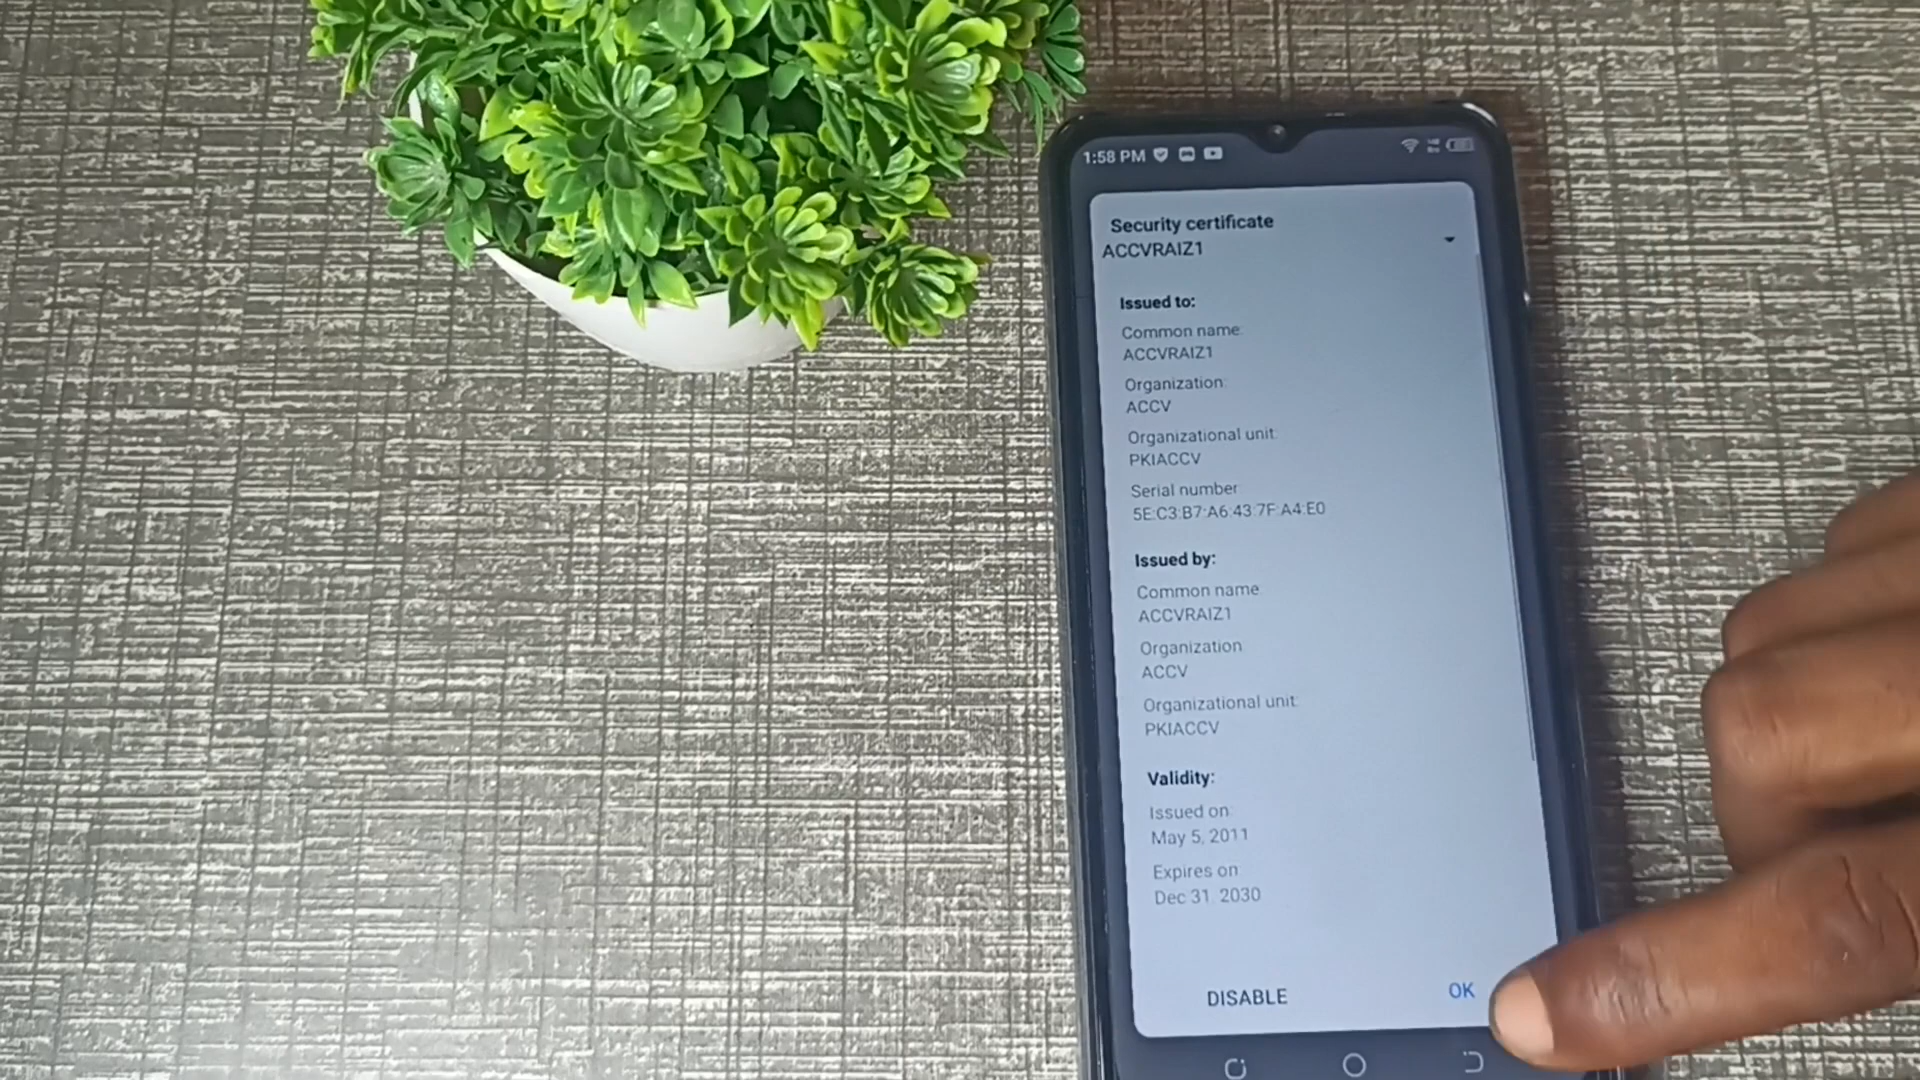 1:58 PM
Security certificate
ACCVRAIZ1
Issued to:
Common name:
ACCVRAIZ1
Organization:
ACCV
Organizational unit:
PKIACCV
Serial number:
5E:C3:B7:A6:43:7F:A4:E0
Issued by:
Common name:
ACCVRAIZ1
Organization:
ACCV
Organizational unit:
PKIACCV
Validity:
Issued on:
May 5, 2011
Expires on:
Dec 31, 2030
DISABLE
OK